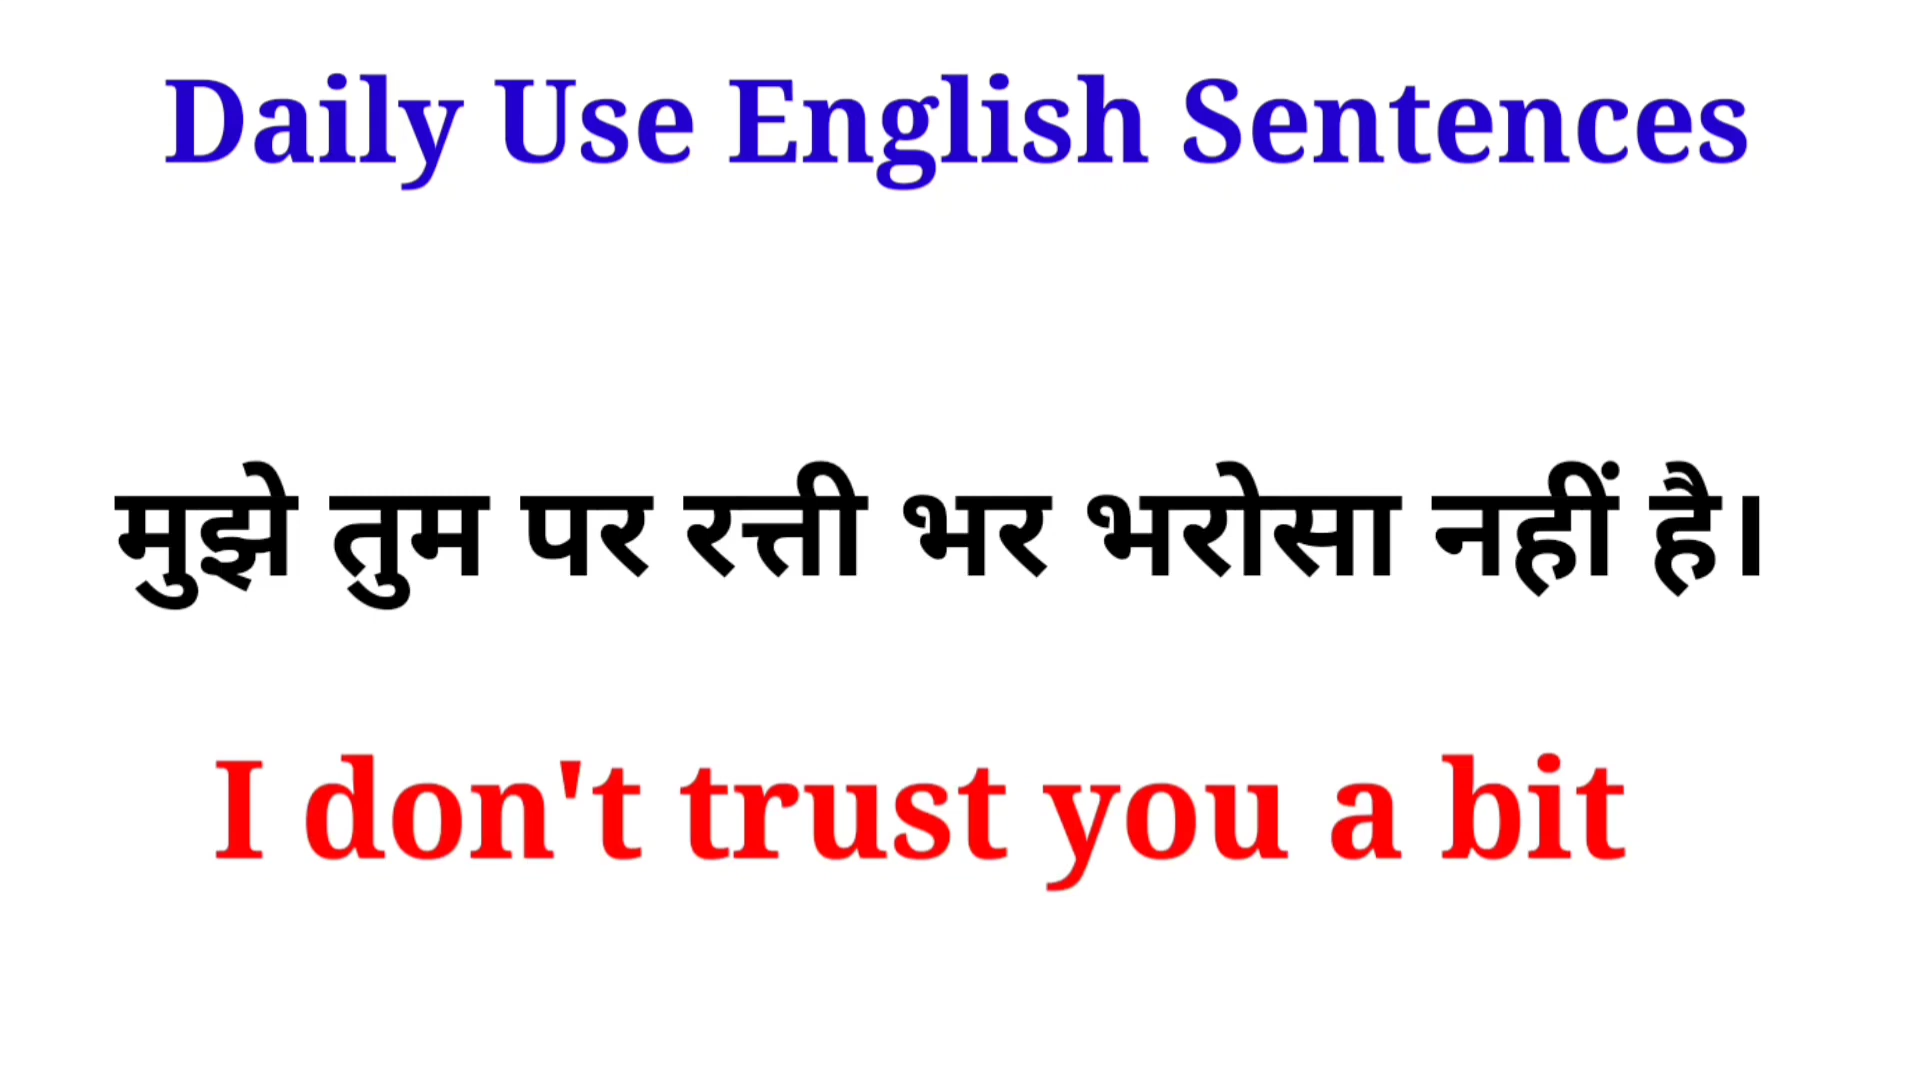 Daily Use English Sentences
मुझे तुम पर रत्ती भर भरोसा नहीं है।
I don't trust you a bit